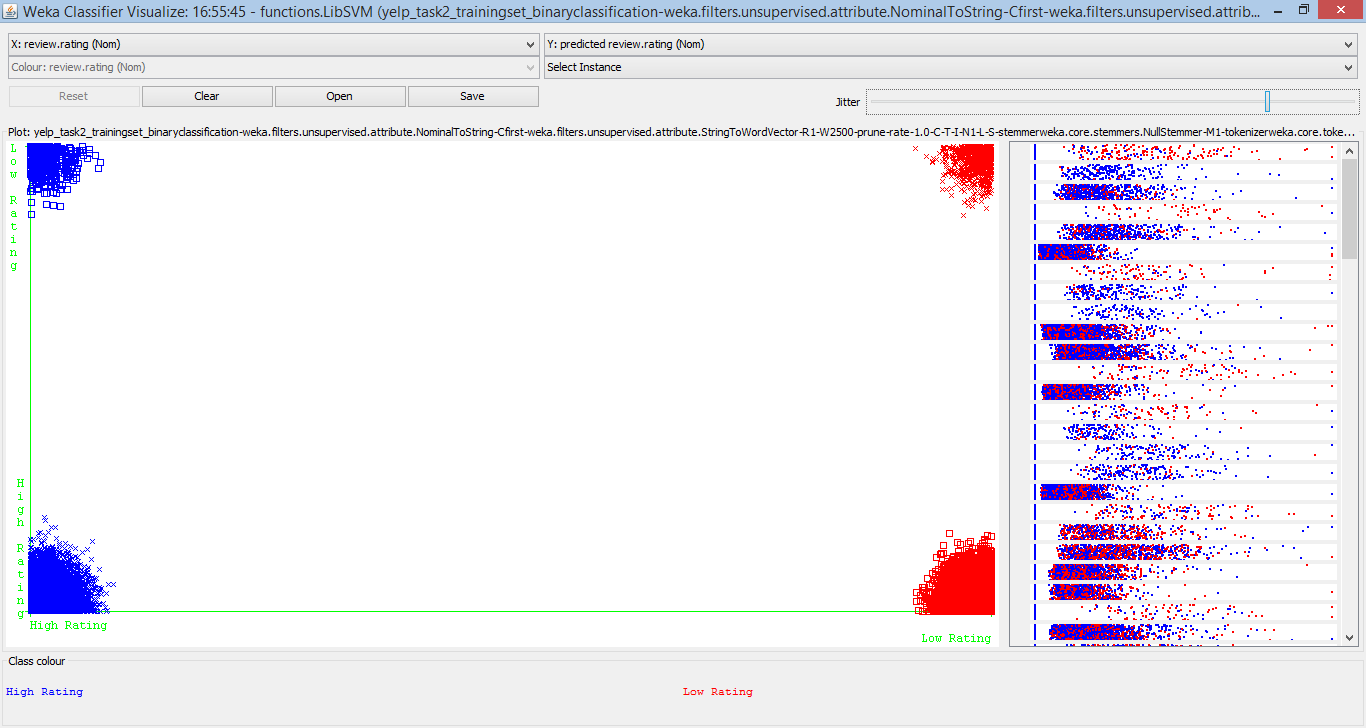 Weka Classifier Visualize: 16:55:45 - functions.LibSVM (yelp_task2_trainingset_binaryclassification-weka.filters.unsupervised.attribute.NominalToString-Cfirst-weka.filters.unsupervised.attrib...
X: review.rating (Nom)
Y: predicted review.rating (Nom)
Colour: review.rating (Nom)
Select Instance
Reset
Clear
Open
Save
Jitter
Plot: yelp_task2_trainingset_binaryclassification-weka.filters.unsupervised.attribute.NominalToString-Cfirst-weka.filters.unsupervised.attribute.StringToWordVector-R1-W2500-prune-rate-1.0-C-T-I-N1-L-S-stemmerweka.core.stemmers.NullStemmer-M1-tokenizerweka.core.toke...
Low Rating
High Rating
High Rating
Low Rating
Class colour
High Rating
Low Rating